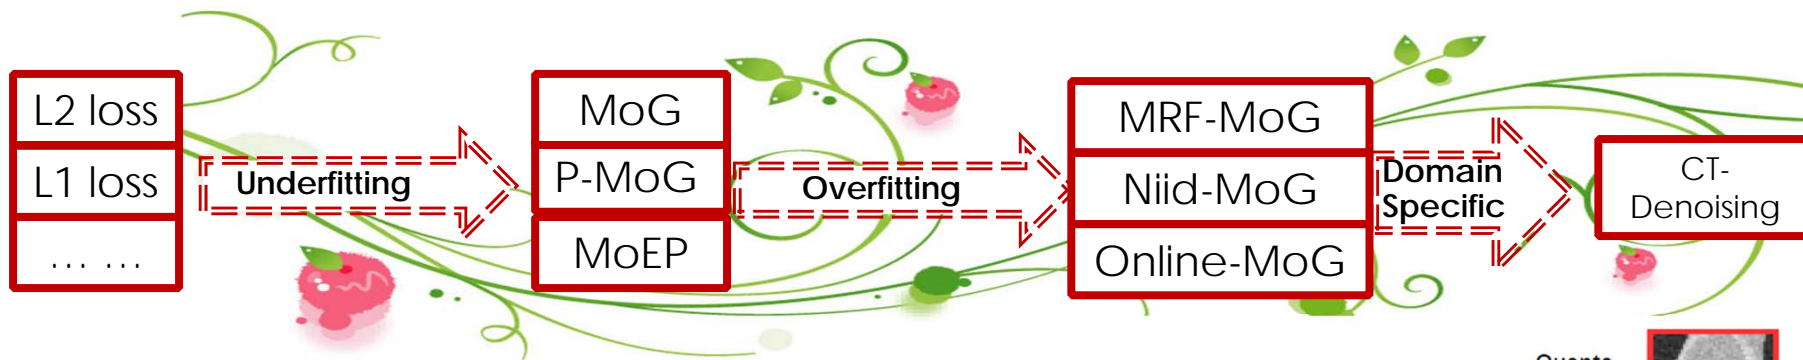 L2 loss
L1 loss
... ...
Underfitting
MoG
P-MoG
MoEP
Overfitting
MRF-MoG
Niid-MoG
Online-MoG
Domain
Specific
CT-
Denoising